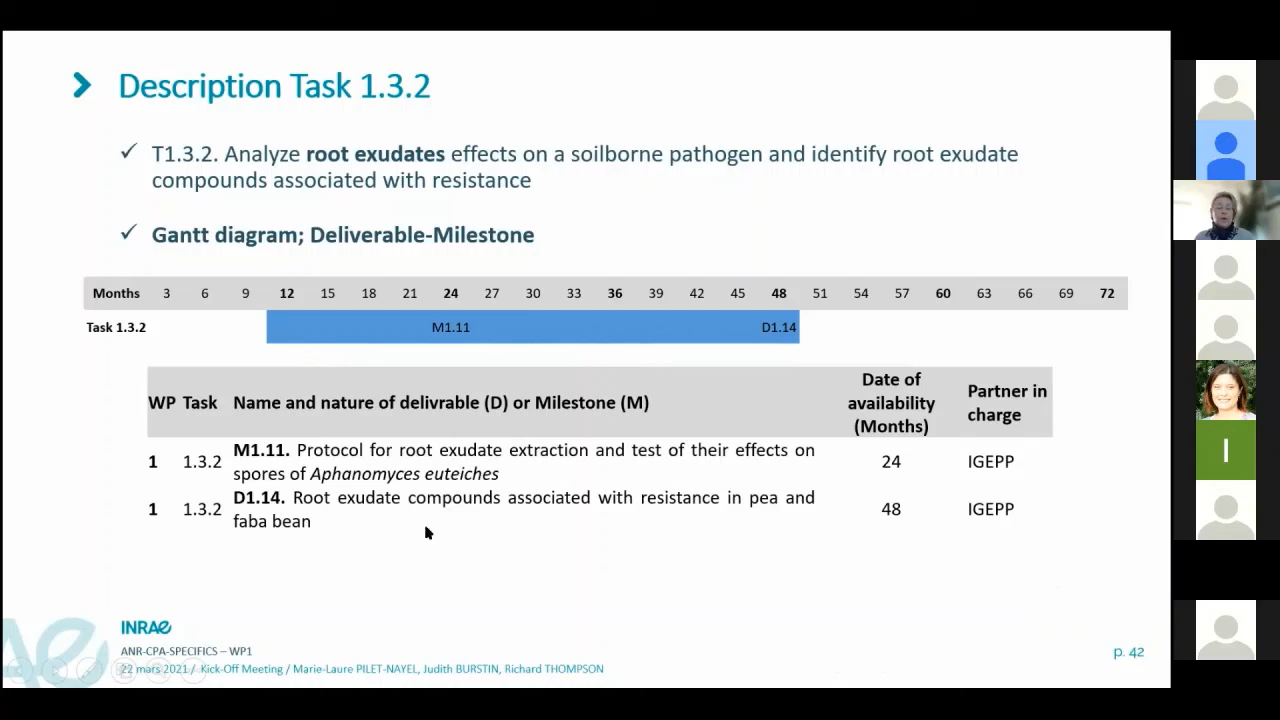 Description Task 1.3.2
✓ T1.3.2. Analyze root exudates effects on a soilborne pathogen and identify root exudate
compounds associated with resistance
✓ Gantt diagram; Deliverable-Milestone
Months 3 6 9 12 15 18 21 24 27 30 33 36 39 42 45 48 51 54 57 60 63 66 69 72
Task 1.3.2 M1.11 D1.14
WP Task Name and nature of delivrable (D) or Milestone (M) Date of availability (Months) Partner in charge
1 1.3.2 M1.11. Protocol for root exudate extraction and test of their effects on
spores of Aphanomyces euteiches 24 IGEPP
1 1.3.2 D1.14. Root exudate compounds associated with resistance in pea and
faba bean 48 IGEPP
INRAE
ANR-CPA-SPECIFICS – WP1
22 mars 2021 / Kick-Off Meeting / Marie-Laure PILET-NAYEL, Judith BURSTIN, Richard THOMPSON
p. 42
I